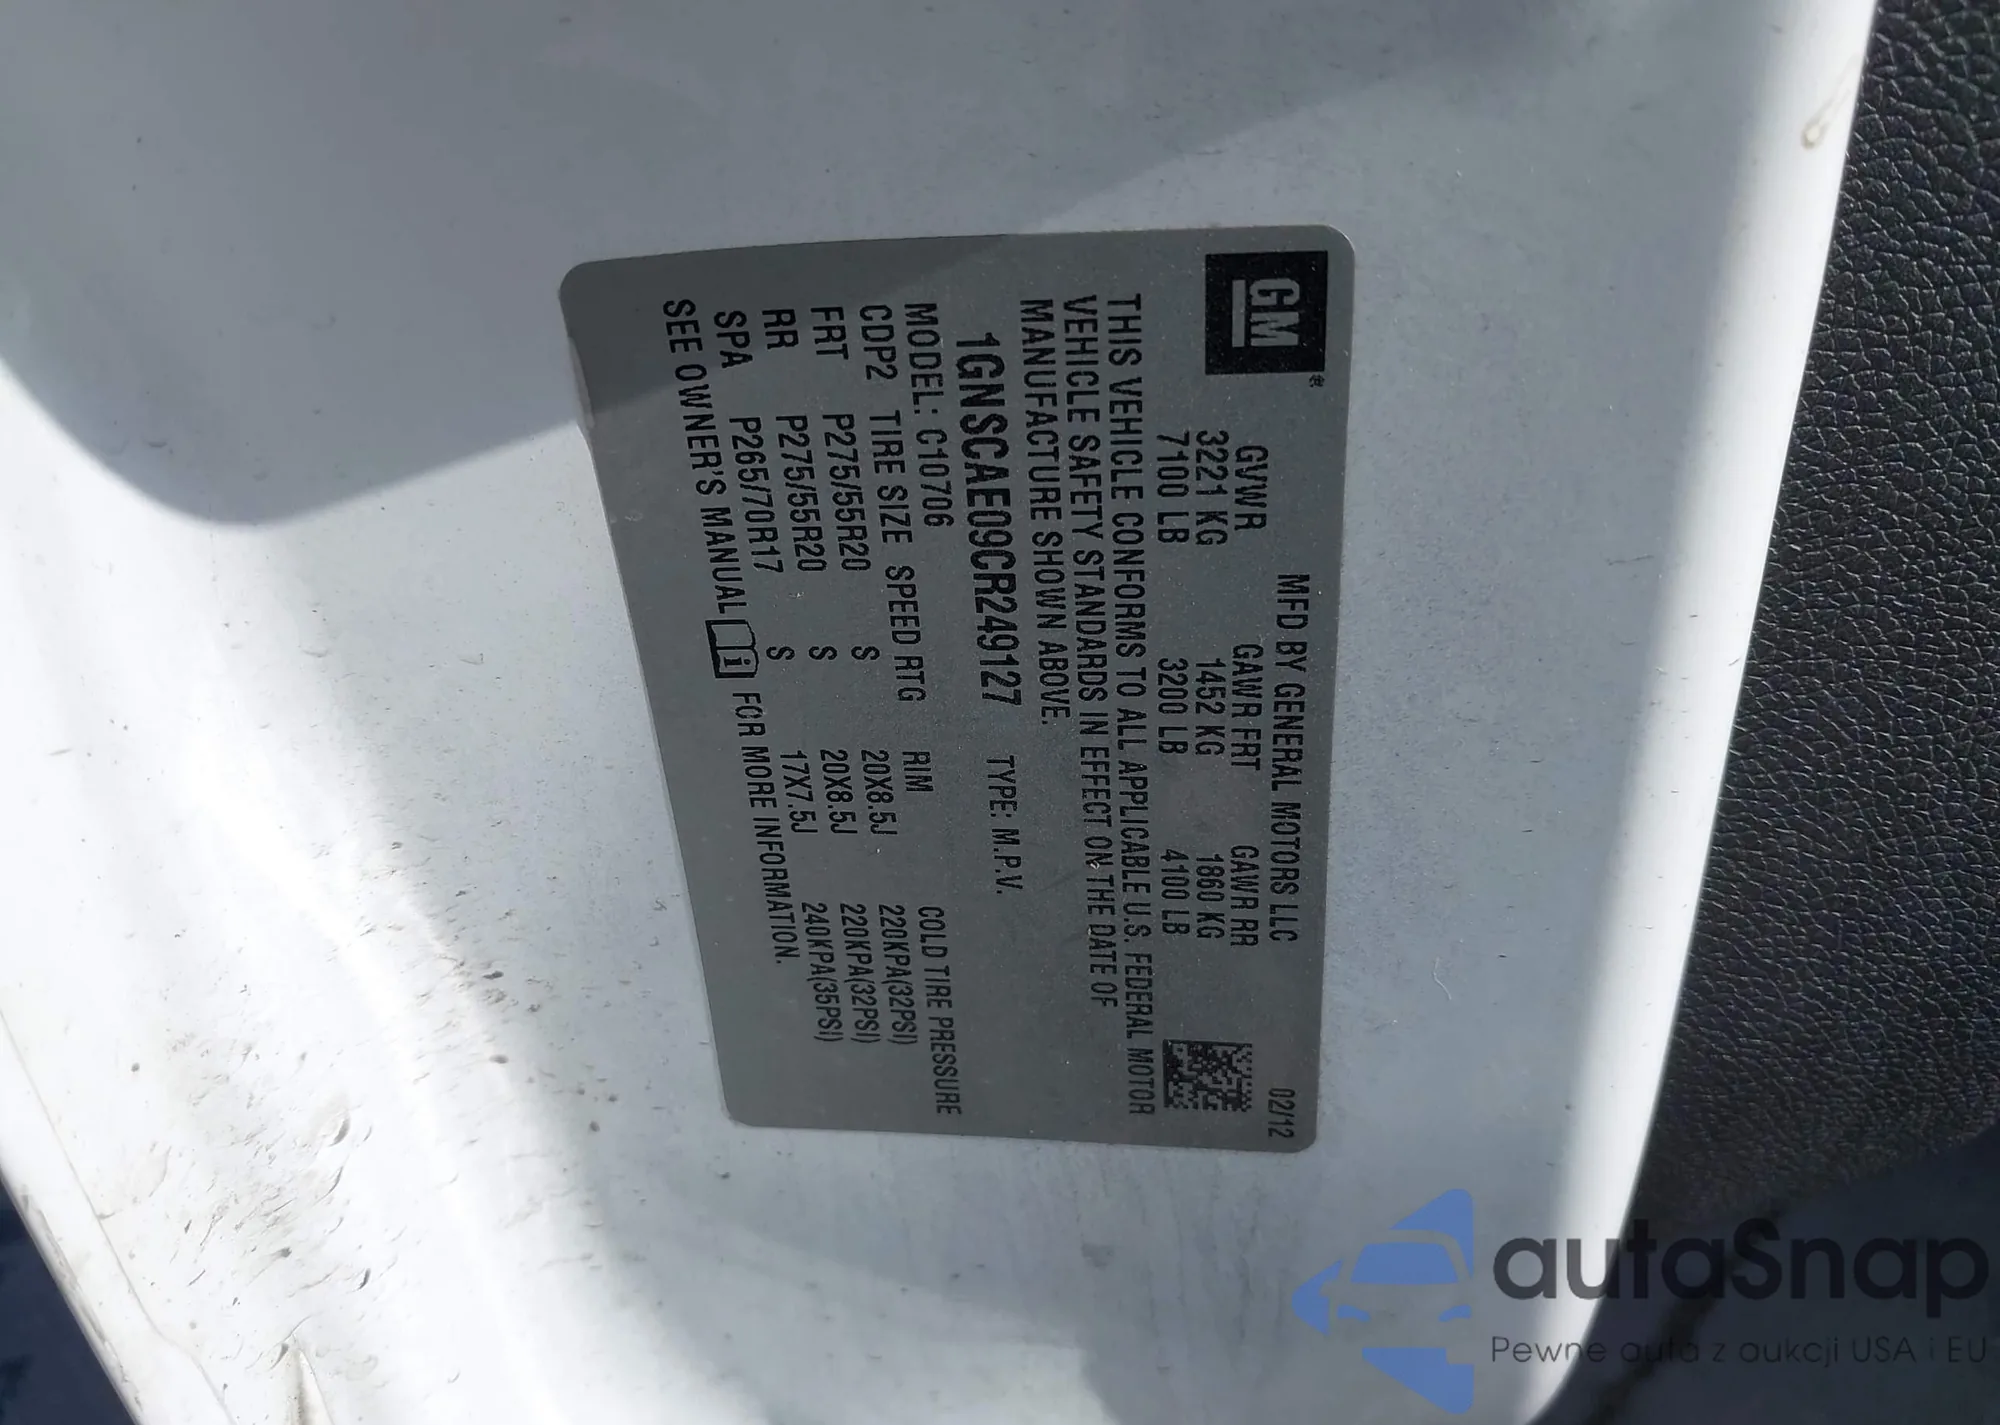 GM®
MFD BY GENERAL MOTORS LLC
02/12
GVWR GAWR FRT GAWR RR
3221 KG 1452 KG 1860 KG
7100 LB 3200 LB 4100 LB
THIS VEHICLE CONFORMS TO ALL APPLICABLE U.S. FEDERAL MOTOR
VEHICLE SAFETY STANDARDS IN EFFECT ON THE DATE OF
MANUFACTURE SHOWN ABOVE.
1GNSCAE09CR249127 TYPE: M.P.V.
MODEL: C10706
CDP2 TIRE SIZE SPEED RTG RIM COLD TIRE PRESSURE
FRT P275/55R20 S 20X8.5J 220KPA(32PSI)
RR P275/55R20 S 20X8.5J 220KPA(32PSI)
SPA P265/70R17 S 17X7.5J 240KPA(35PSI)
SEE OWNER'S MANUAL i FOR MORE INFORMATION.
autaSnap
Pewne auta z aukcji USA i EU